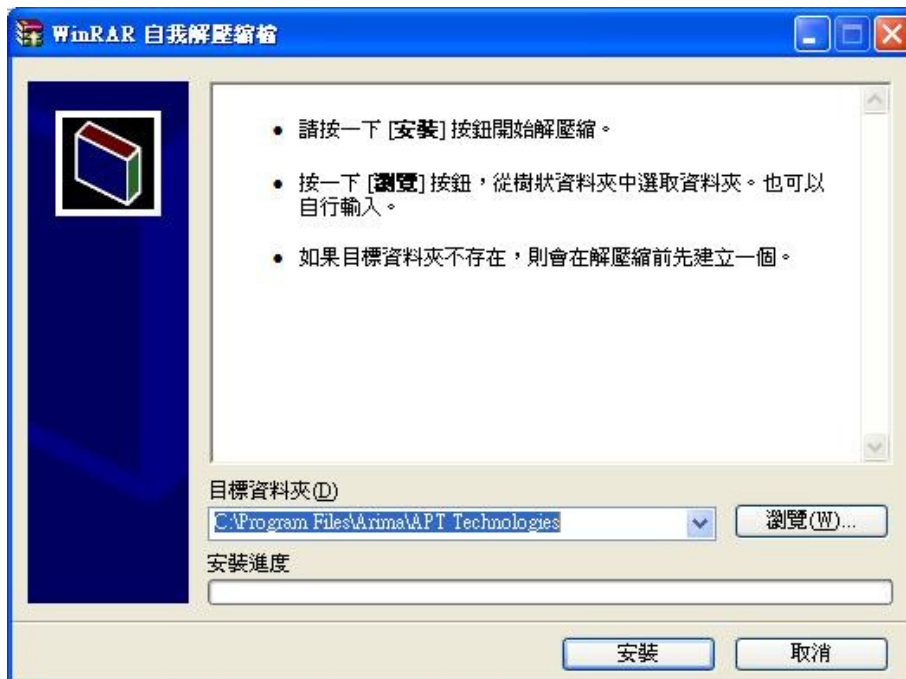 WinRAR 自我解壓縮檔
請按一下 [安裝] 按鈕開始解壓縮。
按一下 [瀏覽] 按鈕，從樹狀資料夾中選取資料夾。也可以
自行輸入。
如果目標資料夾不存在，則會在解壓縮前先建立一個。
目標資料夾(D)
C:\Program Files\Arima\APT Technologies
瀏覽(W)...
安裝進度
安裝
取消